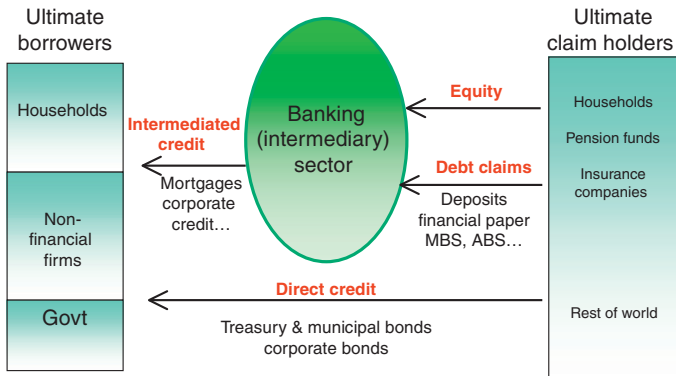 Ultimate
borrowers
Households
Non-
financial
firms
Govt
Intermediated
credit
Mortgages
corporate
credit...
Banking
(intermediary)
sector
Equity
Debt claims
Deposits
financial paper
MBS, ABS...
Direct credit
Treasury & municipal bonds
corporate bonds
Ultimate
claim holders
Households
Pension funds
Insurance
companies
Rest of world